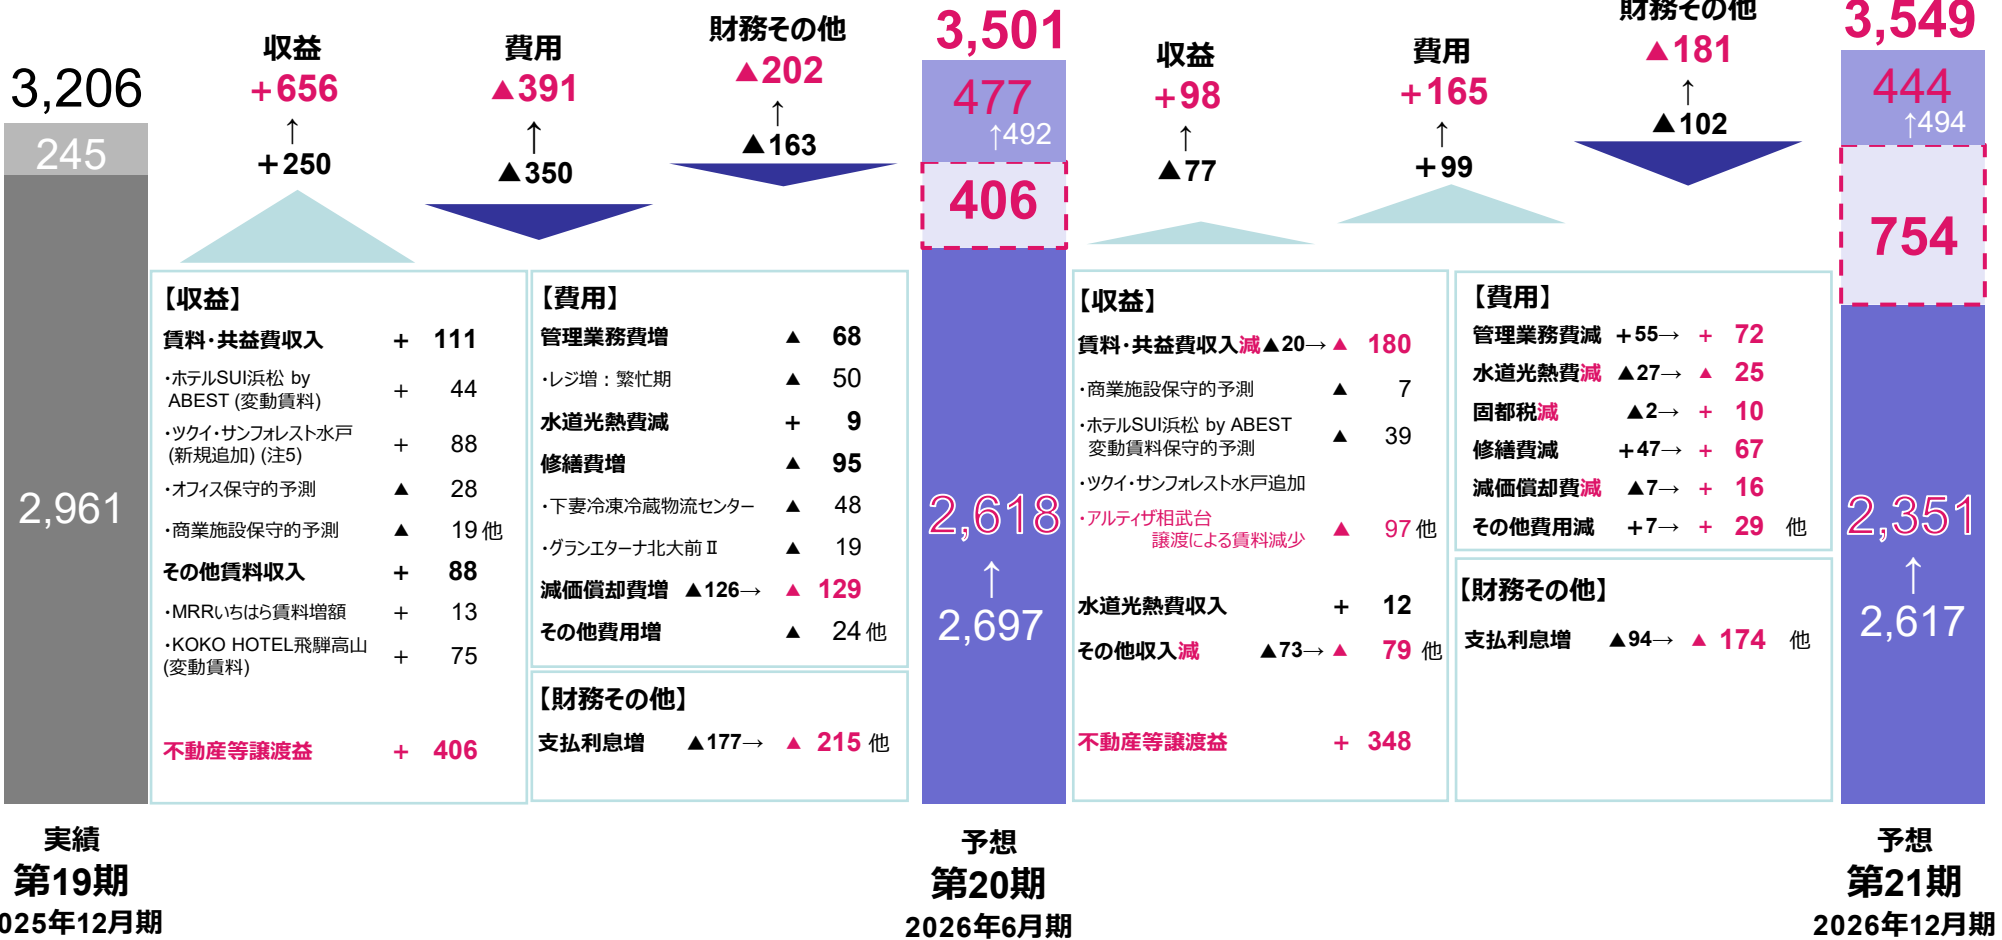 3,206
245
2,961
実績
第19期
2025年12月期
収益
+656
↑
+250
費用
▲391
↑
▲350
財務その他
▲202
↑
▲163
【収益】
賃料・共益費収入 + 111
・ホテルSUI浜松 by
ABEST (変動賃料) + 44
・ツクイ・サンフォレスト水戸
(新規追加) (注5) + 88
・オフィス保守的予測 ▲ 28
・商業施設保守的予測 ▲ 19 他
その他賃料収入 + 88
・MRRいちはら賃料増額 + 13
・KOKO HOTEL飛騨高山
(変動賃料) + 75
不動産等譲渡益 + 406
【費用】
管理業務費増 ▲ 68
・レジ増：繁忙期 ▲ 50
水道光熱費減 + 9
修繕費増 ▲ 95
・下妻冷凍冷蔵物流センター ▲ 48
・グランエターナ北大前Ⅱ ▲ 19
減価償却費増 ▲126→ ▲ 129
その他費用増 ▲ 24 他
【財務その他】
支払利息増 ▲177→ ▲ 215 他
3,501
477
↑492
406
2,618
↑
2,697
予想
第20期
2026年6月期
収益
+98
↑
▲77
費用
+165
↑
+99
財務その他
▲181
↑
▲102
【収益】
賃料・共益費収入減▲20→ ▲ 180
・商業施設保守的予測 ▲ 7
・ホテルSUI浜松 by ABEST
変動賃料保守的予測 ▲ 39
・ツクイ・サンフォレスト水戸追加
・アルティザ相武台
譲渡による賃料減少 ▲ 97 他
水道光熱費収入 + 12
その他収入減 ▲73→ ▲ 79 他
不動産等譲渡益 + 348
【費用】
管理業務費減 +55→ + 72
水道光熱費減 ▲27→ ▲ 25
固都税減 ▲2→ + 10
修繕費減 +47→ + 67
減価償却費減 ▲7→ + 16
その他費用減 +7→ + 29 他
【財務その他】
支払利息増 ▲94→ ▲ 174 他
3,549
444
↑494
754
2,351
↑
2,617
予想
第21期
2026年12月期